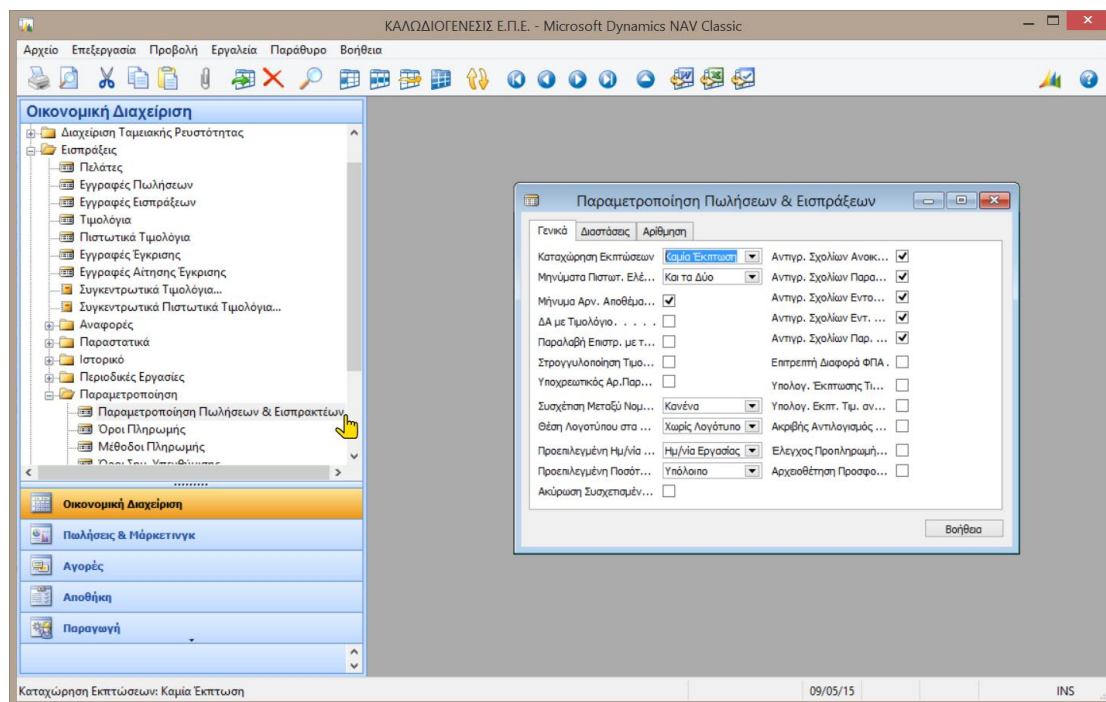 ΚΑΛΩΔΙΟΓΕΝΕΣΙΣ Ε.Π.Ε. - Microsoft Dynamics NAV Classic
Αρχείο Επεξεργασία Προβολή Εργαλεία Παράθυρο Βοήθεια
Οικονομική Διαχείριση
Διαχείριση Ταμειακής Ρευστότητας
Εισπράξεις
Πελάτες
Εγγραφές Πωλήσεων
Εγγραφές Εισπράξεων
Τιμολόγια
Πιστωτικά Τιμολόγια
Εγγραφές Έγκρισης
Εγγραφές Αίτησης Έγκρισης
Συγκεντρωτικά Τιμολόγια...
Συγκεντρωτικά Πιστωτικά Τιμολόγια...
Αναφορές
Παραστατικά
Ιστορικό
Περιοδικές Εργασίες
Παραμετροποίηση
Παραμετροποίηση Πωλήσεων & Εισπρακτέων
Όροι Πληρωμής
Μέθοδοι Πληρωμής
Οικονομική Διαχείριση
Πωλήσεις & Μάρκετινγκ
Αγορές
Αποθήκη
Παραγωγή
Παραμετροποίηση Πωλήσεων & Εισπράξεων
Γενικά Διαστάσεις Αρίθμηση
Καταχώρηση Εκπτώσεων Καμία Έκπτωση
Μηνύματα Πιστωτ. Ελέ... Και τα Δύο
Μήνυμα Αρν. Αποθέμα...
ΔΑ με Τιμολόγιο. . . . .
Παραλαβή Επιστρ. με τ...
Στρογγυλοποίηση Τιμο...
Υποχρεωτικός Αρ.Παρ...
Συσχέτιση Μεταξύ Νομ... Κανένα
Θέση Λογοτύπου στα ... Χωρίς Λογότυπο
Προεπιλεγμένη Ημ/νία ... Ημ/νία Εργασίας
Προεπιλεγμένη Ποσότ... Υπόλοιπο
Ακύρωση Συσχετισμέν...
Αντιγρ. Σχολίων Ανοικ...
Αντιγρ. Σχολίων Παρα...
Αντιγρ. Σχολίων Εντο...
Αντιγρ. Σχολίων Εντ. ...
Αντιγρ. Σχολίων Παρ. ...
Επιτρεπτή Διαφορά ΦΠΑ .
Υπολογ. Έκπτωσης Τι...
Υπολογ. Εκπτ. Τιμ. αν...
Ακριβής Αντιλογισμός ...
Έλεγχος Προπληρωμή...
Αρχειοθέτηση Προσφο...
Βοήθεια
Καταχώρηση Εκπτώσεων: Καμία Έκπτωση 09/05/15 INS